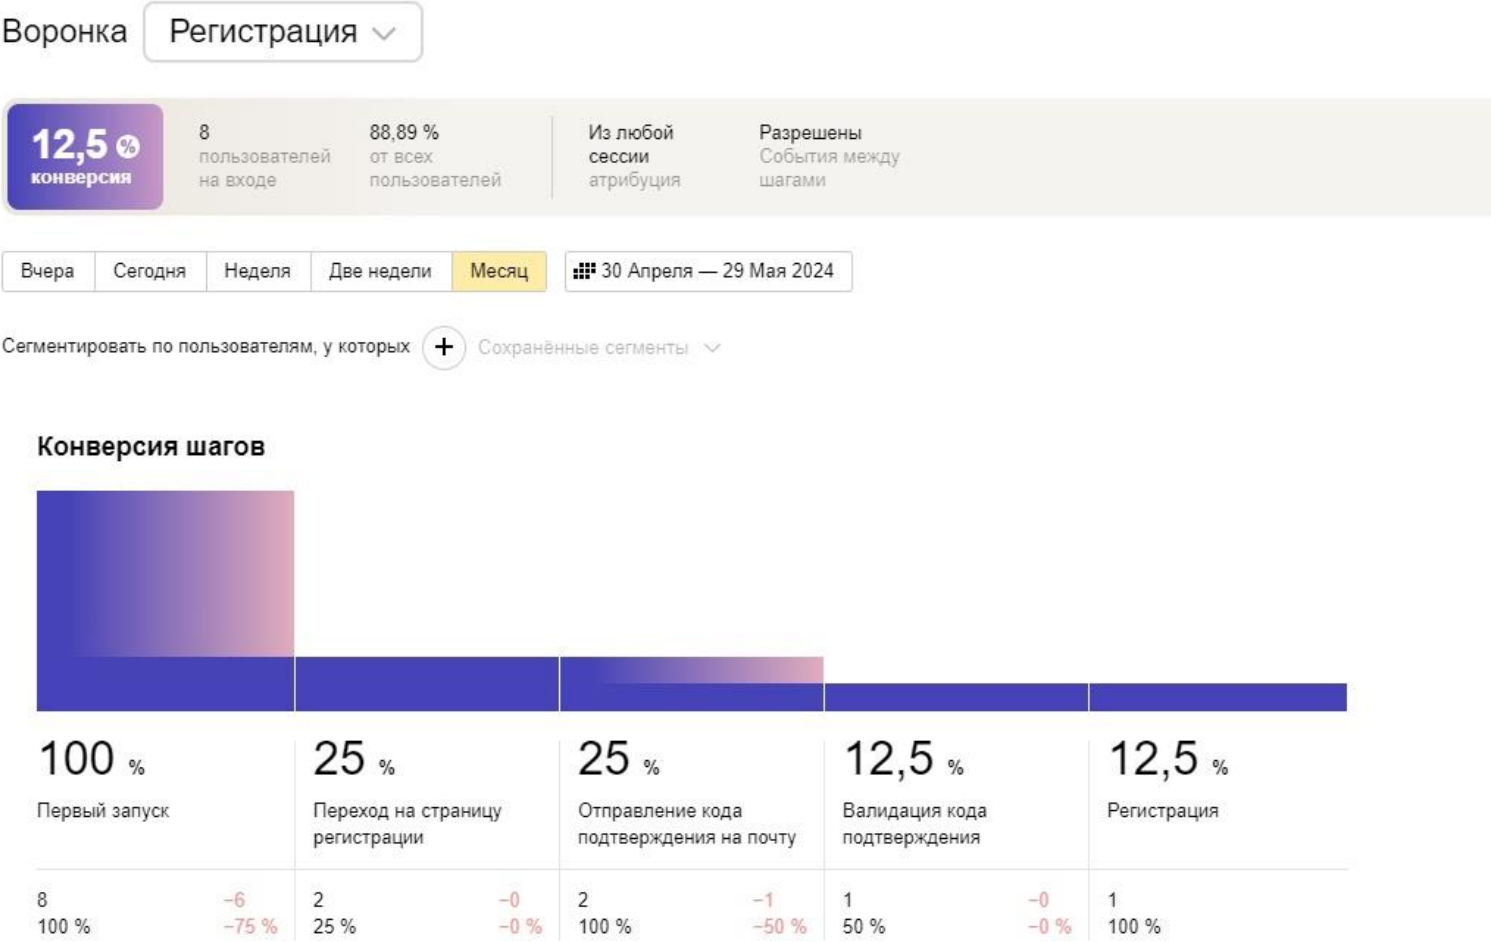 Воронка Регистрация
12,5 %
конверсия
8
пользователей
на входе
88,89 %
от всех
пользователей
Из любой
сессии
атрибуция
Разрешены
События между
шагами
Вчера Сегодня Неделя Две недели Месяц 30 Апреля — 29 Мая 2024
Сегментировать по пользователям, у которых + Сохранённые сегменты
Конверсия шагов
100 %
Первый запуск
8 −6
100 % −75 %
25 %
Переход на страницу
регистрации
2 −0
25 % −0 %
25 %
Отправление кода
подтверждения на почту
2 −1
100 % −50 %
12,5 %
Валидация кода
подтверждения
1 −0
50 % −0 %
12,5 %
Регистрация
1
100 %